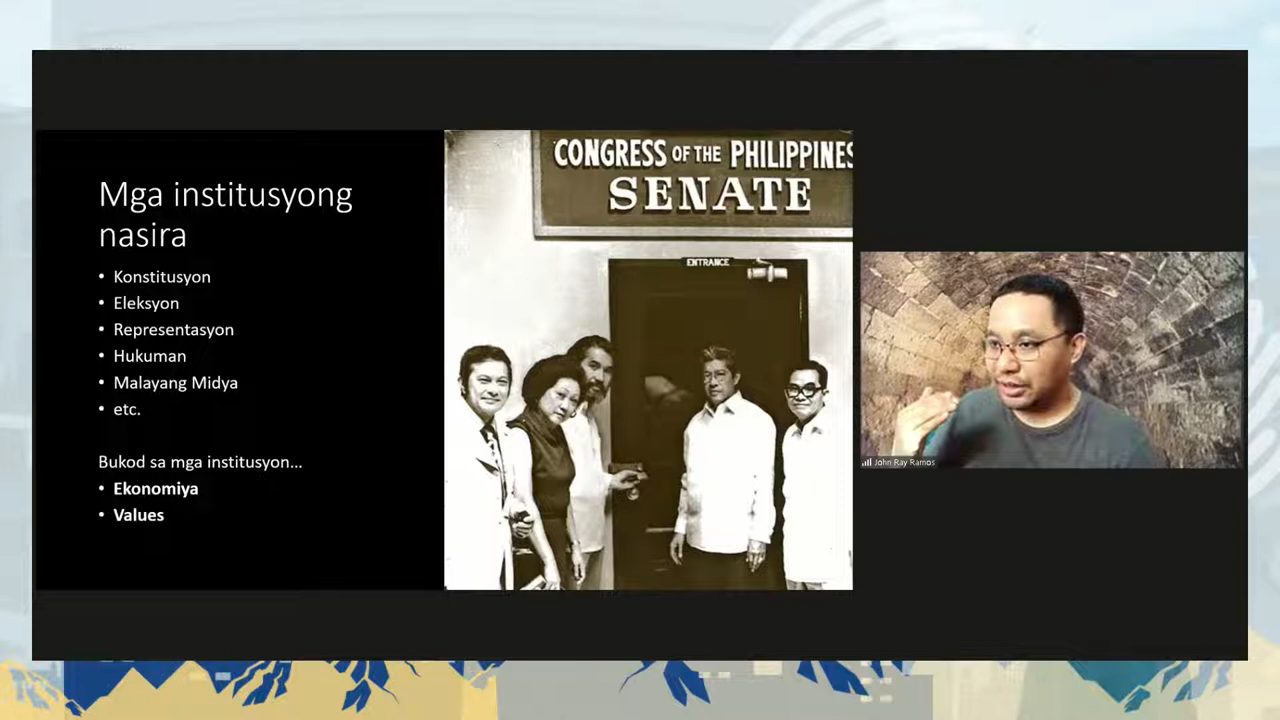 Mga institusyong
nasira
• Konstitusyon
• Eleksyon
• Representasyon
• Hukuman
• Malayang Midya
• etc.
Bukod sa mga institusyon...
• Ekonomiya
• Values
CONGRESS OF THE PHILIPPINES
SENATE
ENTRANCE
John Ray Ramos